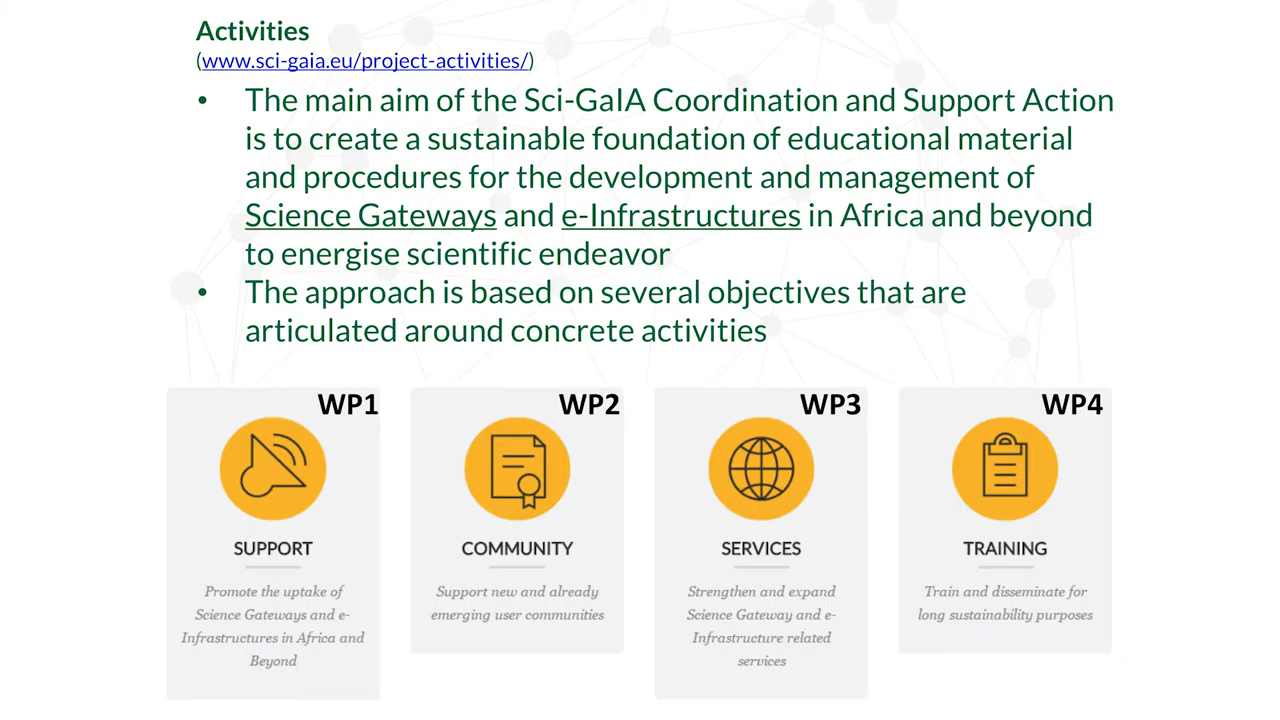 Activities
(www.sci-gaia.eu/project-activities/)
• The main aim of the Sci-GaIA Coordination and Support Action
is to create a sustainable foundation of educational material
and procedures for the development and management of
Science Gateways and e-Infrastructures in Africa and beyond
to energise scientific endeavor
• The approach is based on several objectives that are
articulated around concrete activities
WP1
SUPPORT
Promote the uptake of
Science Gateways and e-
Infrastructures in Africa and
Beyond
WP2
COMMUNITY
Support new and already
emerging user communities
WP3
SERVICES
Strengthen and expand
Science Gateway and e-
Infrastructure related
services
WP4
TRAINING
Train and disseminate for
long sustainability purposes